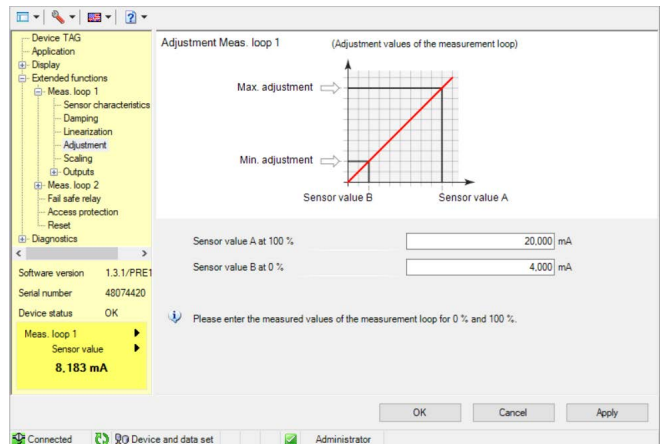 Device TAG
Application
Display
Extended functions
Meas. loop 1
Sensor characteristics
Damping
Linearization
Adjustment
Scaling
Outputs
Meas. loop 2
Fail safe relay
Access protection
Reset
Diagnostics
Software version 1.3.1/PRE1
Serial number 48074420
Device status OK
Meas. loop 1
Sensor value
8,183 mA
Adjustment Meas. loop 1 (Adjustment values of the measurement loop)
Max. adjustment
Min. adjustment
Sensor value B Sensor value A
Sensor value A at 100 % 20,000 mA
Sensor value B at 0 % 4,000 mA
Please enter the measured values of the measurement loop for 0 % and 100 %.
OK Cancel Apply
Connected Device and data set Administrator